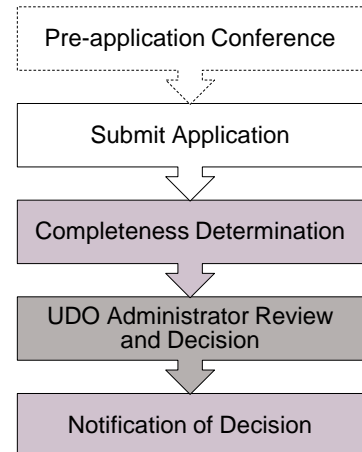 Pre-application Conference
Submit Application
Completeness Determination
UDO Administrator Review
and Decision
Notification of Decision